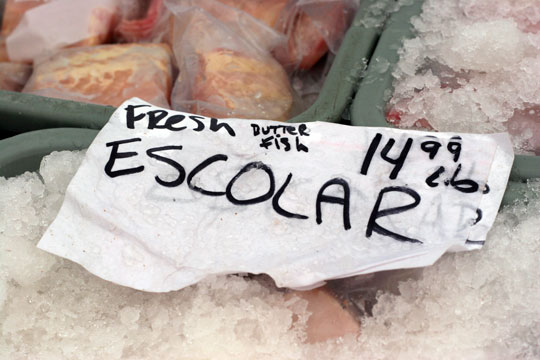 Fresh BUTTER Fish 14 99 Lb.
ESCOLAR